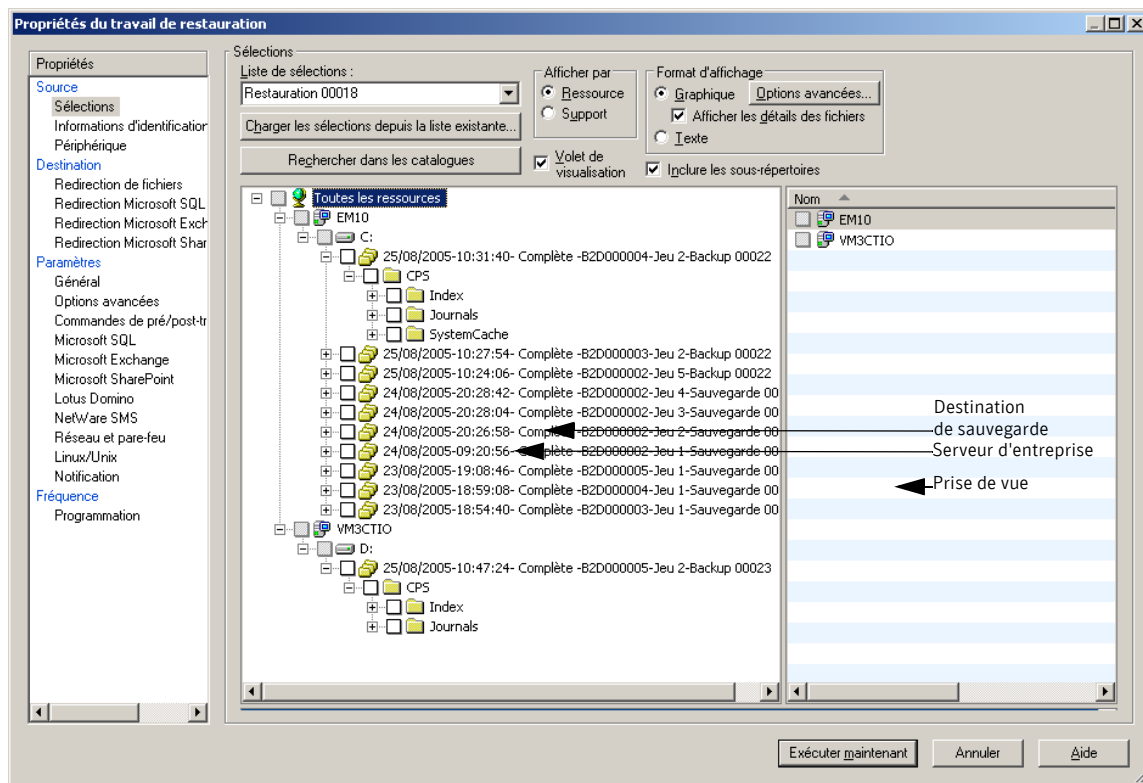 Propriétés du travail de restauration
Propriétés
Source
Sélections
Informations d'identification
Périphérique
Destination
Redirection de fichiers
Redirection Microsoft SQL
Redirection Microsoft Exch
Redirection Microsoft Shar
Paramètres
Général
Options avancées
Commandes de pré/post-tr
Microsoft SQL
Microsoft Exchange
Microsoft SharePoint
Lotus Domino
NetWare SMS
Réseau et pare-feu
Linux/Unix
Notification
Fréquence
Programmation
Sélections
Liste de sélections :
Restauration 00018
Charger les sélections depuis la liste existante...
Rechercher dans les catalogues
Afficher par
Ressource
Support
Volet de
visualisation
Format d'affichage
Graphique
Options avancées...
Afficher les détails des fichiers
Texte
Inclure les sous-répertoires
Toutes les ressources
EM10
C:
25/08/2005-10:31:40- Complète -B2D000004-Jeu 2-Backup 00022
CPS
Index
Journals
SystemCache
25/08/2005-10:27:54- Complète -B2D000003-Jeu 2-Backup 00022
25/08/2005-10:24:06- Complète -B2D000002-Jeu 5-Backup 00022
24/08/2005-20:28:42- Complète -B2D000002-Jeu 4-Sauvegarde 00
24/08/2005-20:28:04- Complète -B2D000002-Jeu 3-Sauvegarde 00
24/08/2005-20:26:58- Complète -B2D000002-Jeu 2-Sauvegarde 00
24/08/2005-09:20:56- Complète -B2D000002-Jeu 1-Sauvegarde 00
23/08/2005-19:08:46- Complète -B2D000005-Jeu 1-Sauvegarde 00
23/08/2005-18:59:08- Complète -B2D000004-Jeu 1-Sauvegarde 00
23/08/2005-18:54:40- Complète -B2D000003-Jeu 1-Sauvegarde 00
VM3CTIO
D:
25/08/2005-10:47:24- Complète -B2D000005-Jeu 2-Backup 00023
CPS
Index
Journals
Nom
EM10
VM3CTIO
Destination
de sauvegarde
Serveur d'entreprise
Prise de vue
Exécuter maintenant
Annuler
Aide